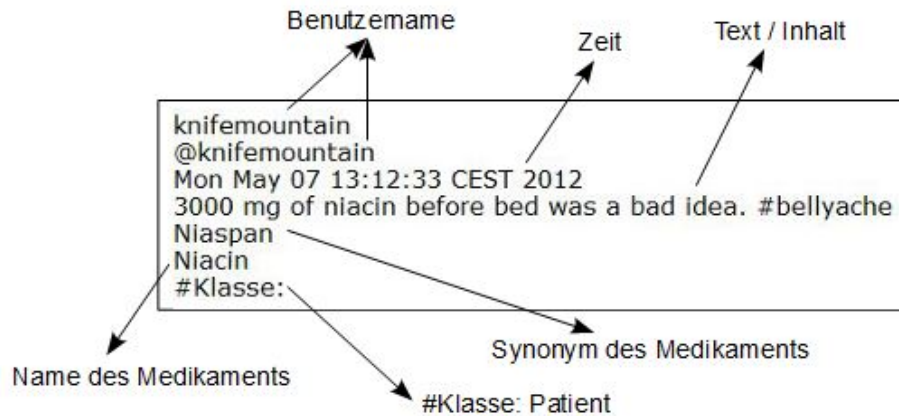 Benutzername
Zeit
Text / Inhalt
knifemountain
@knifemountain
Mon May 07 13:12:33 CEST 2012
3000 mg of niacin before bed was a bad idea. #bellyache
Niaspan
Niacin
#Klasse:
Synonym des Medikaments
Name des Medikaments
#Klasse: Patient